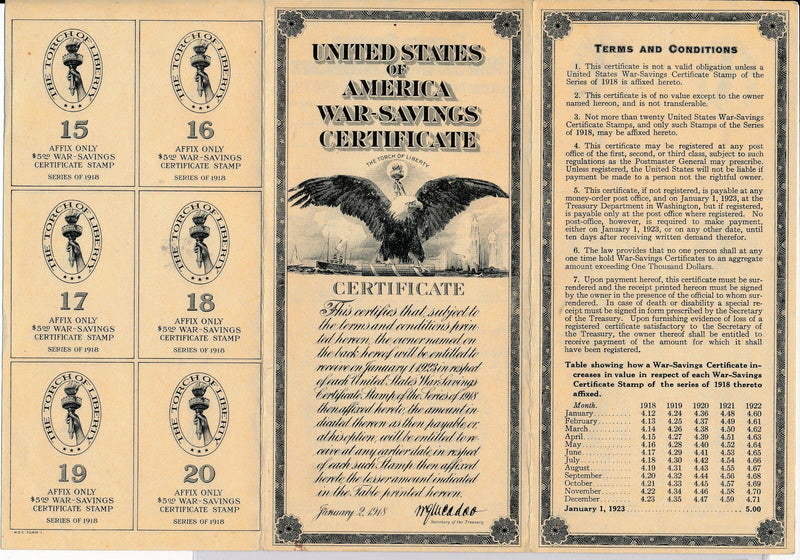 THE TORCH OF LIBERTY
15
AFFIX ONLY
$5.00 WAR-SAVINGS
CERTIFICATE STAMP
SERIES OF 1918
THE TORCH OF LIBERTY
16
AFFIX ONLY
$5.00 WAR-SAVINGS
CERTIFICATE STAMP
SERIES OF 1918
THE TORCH OF LIBERTY
17
AFFIX ONLY
$5.00 WAR-SAVINGS
CERTIFICATE STAMP
SERIES OF 1918
THE TORCH OF LIBERTY
18
AFFIX ONLY
$5.00 WAR-SAVINGS
CERTIFICATE STAMP
SERIES OF 1918
THE TORCH OF LIBERTY
19
AFFIX ONLY
$5.00 WAR-SAVINGS
CERTIFICATE STAMP
SERIES OF 1918
THE TORCH OF LIBERTY
20
AFFIX ONLY
$5.00 WAR-SAVINGS
CERTIFICATE STAMP
SERIES OF 1918
W.S.C. FORM 1
UNITED STATES
OF
AMERICA
WAR-SAVINGS
CERTIFICATE
THE TORCH OF LIBERTY
CERTIFICATE
This certifies that, subject to
the terms and conditions prin-
ted hereon, the owner named on
the back hereof will be entitled to
receive on January 1, 1923, in respect
of each United States War-Savings
Certificate Stamp of the Series of 1918
then affixed hereto, the amount in-
dicated thereon as then payable, or,
at his option, will be entitled to re-
ceive at any earlier date in respect
of each such Stamp then affixed
hereto, the lesser amount indicated
in the Table printed hereon.
January 2, 1918
W G McAdoo
Secretary of the Treasury
TERMS AND CONDITIONS
1. This certificate is not a valid obligation unless a
United States War-Savings Certificate Stamp of the
Series of 1918 is affixed hereto.
2. This certificate is of no value except to the owner
named hereon, and is not transferable.
3. Not more than twenty United States War-Savings
Certificate Stamps, and only such Stamps of the Series
of 1918, may be affixed hereto.
4. This certificate may be registered at any post
office of the first, second, or third class, subject to such
regulations as the Postmaster General may prescribe.
Unless registered, the United States will not be liable if
payment be made to a person not the rightful owner.
5. This certificate, if not registered, is payable at any
money-order post office, and on January 1, 1923, at the
Treasury Department in Washington, but if registered,
is payable only at the post office where registered. No
post-office, however, is required to make payment,
either on January 1, 1923, or on any other date, until
ten days after receiving written demand therefor.
6. The law provides that no one person shall at any
one time hold War-Savings Certificates to an aggregate
amount exceeding One Thousand Dollars.
7. Upon payment hereof, this certificate must be sur-
rendered and the receipt printed hereon must be signed
by the owner in the presence of the official to whom sur-
rendered. In case of death or disability a special re-
ceipt must be signed in form prescribed by the Secretary
of the Treasury. Upon furnishing evidence of loss of a
registered certificate satisfactory to the Secretary of
the Treasury, the owner thereof shall be entitled to
receive payment of the amount for which it shall
have been registered.
Table showing how a War-Savings Certificate in-
creases in value in respect of each War-Savings
Certificate Stamp of the series of 1918 thereto
affixed.
Month. 1918 1919 1920 1921 1922
January 4.12 4.24 4.36 4.48 4.60
February 4.13 4.25 4.37 4.49 4.61
March 4.14 4.26 4.38 4.50 4.62
April 4.15 4.27 4.39 4.51 4.63
May 4.16 4.28 4.40 4.52 4.64
June 4.17 4.29 4.41 4.53 4.65
July 4.18 4.30 4.42 4.54 4.66
August 4.19 4.31 4.43 4.55 4.67
September 4.20 4.32 4.44 4.56 4.68
October 4.21 4.33 4.45 4.57 4.69
November 4.22 4.34 4.46 4.58 4.70
December 4.23 4.35 4.47 4.59 4.71
January 1, 1923 5.00